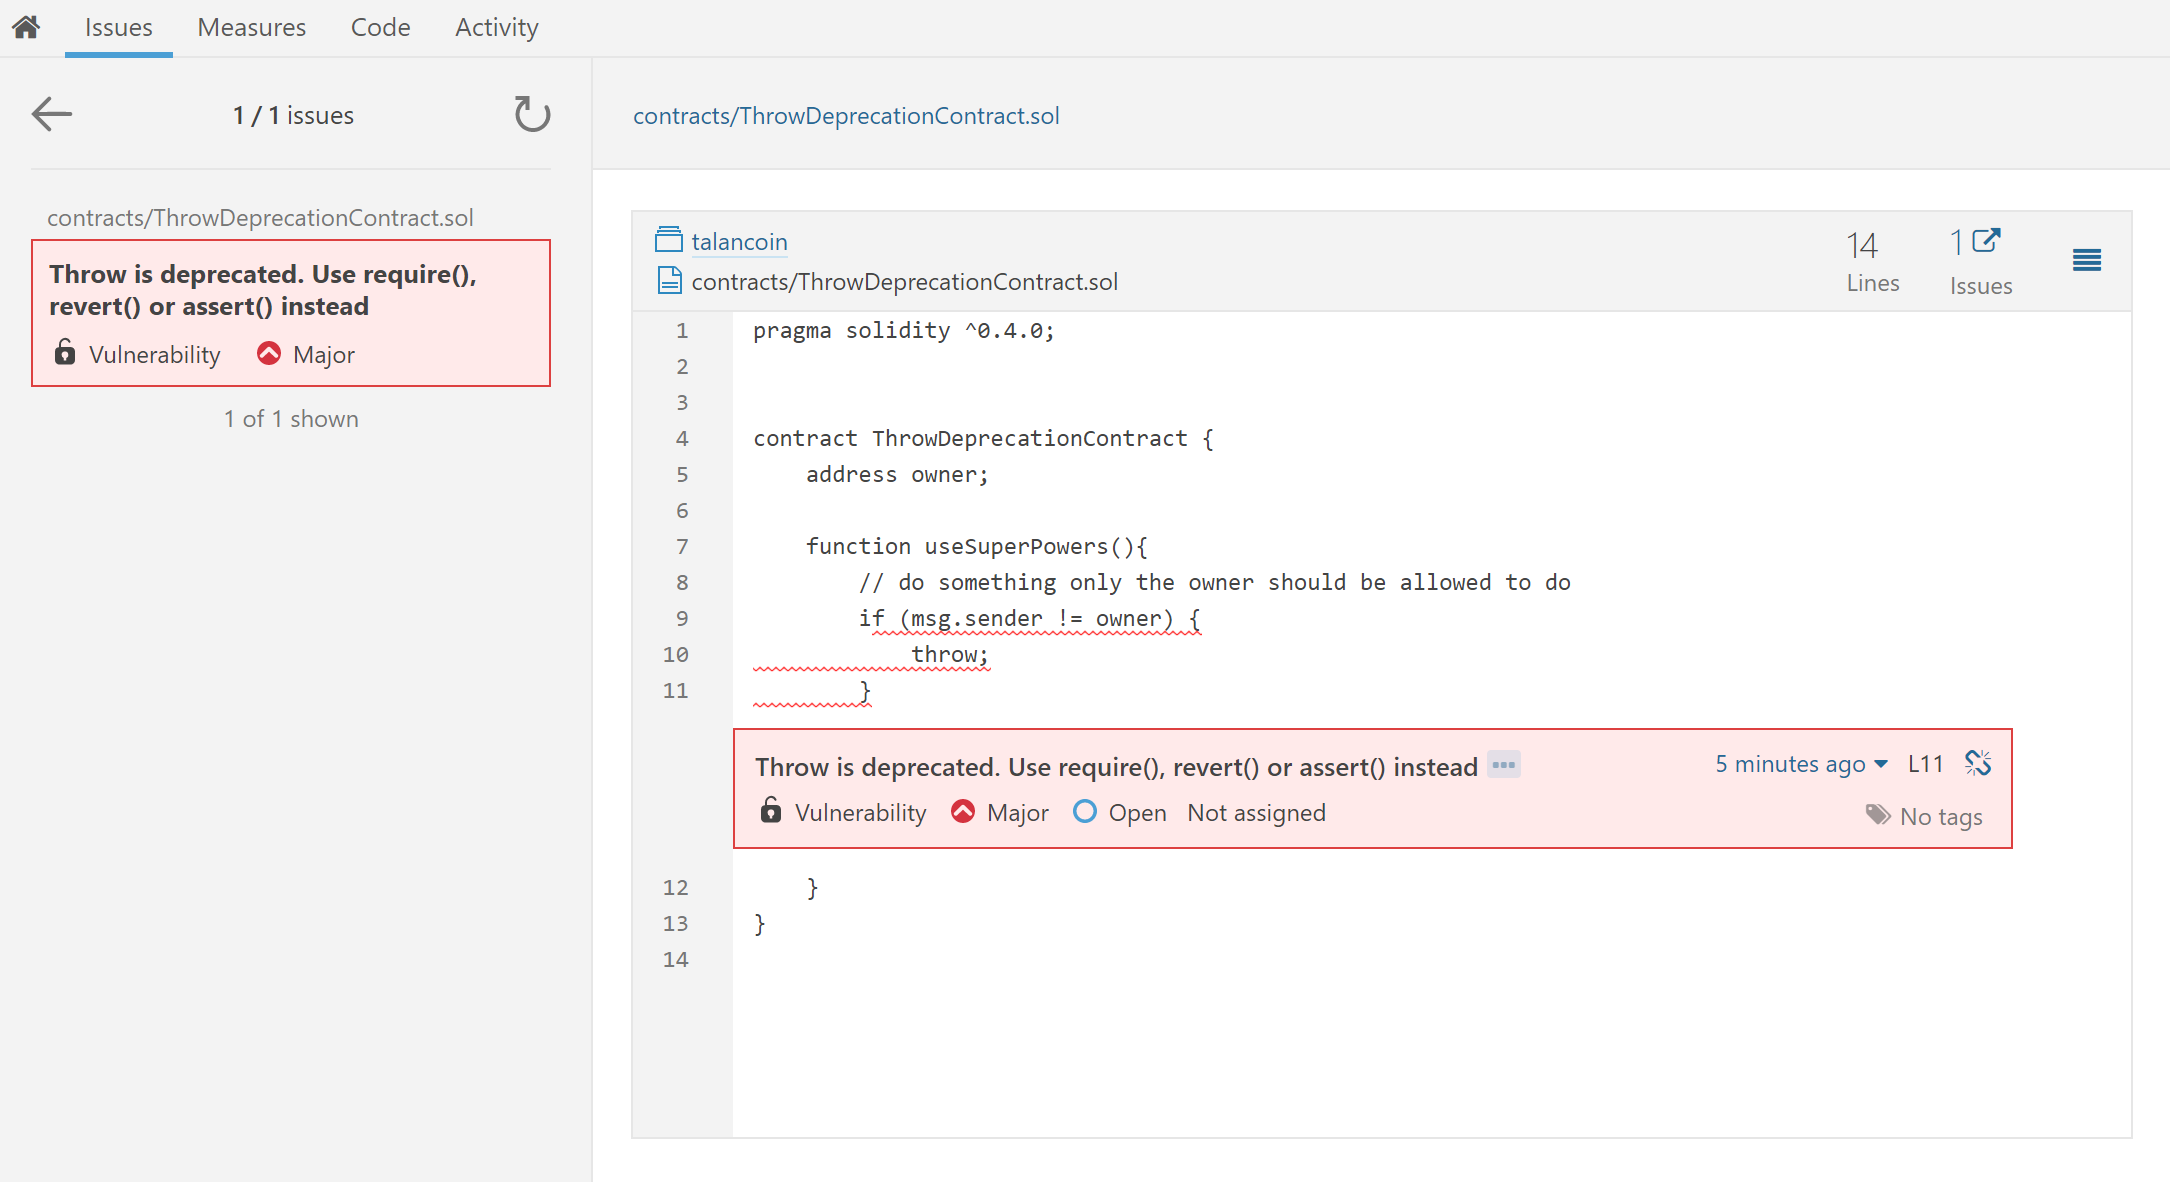 Issues Measures Code Activity
1 / 1 issues
contracts/ThrowDeprecationContract.sol
Throw is deprecated. Use require(),
revert() or assert() instead
Vulnerability Major
1 of 1 shown
contracts/ThrowDeprecationContract.sol
talancoin
contracts/ThrowDeprecationContract.sol
14 Lines
1 Issues
1 pragma solidity ^0.4.0;
2
3
4 contract ThrowDeprecationContract {
5     address owner;
6
7     function useSuperPowers(){
8         // do something only the owner should be allowed to do
9         if (msg.sender != owner) {
10             throw;
11         }
Throw is deprecated. Use require(), revert() or assert() instead ... 5 minutes ago L11
Vulnerability Major Open Not assigned No tags
12     }
13 }
14